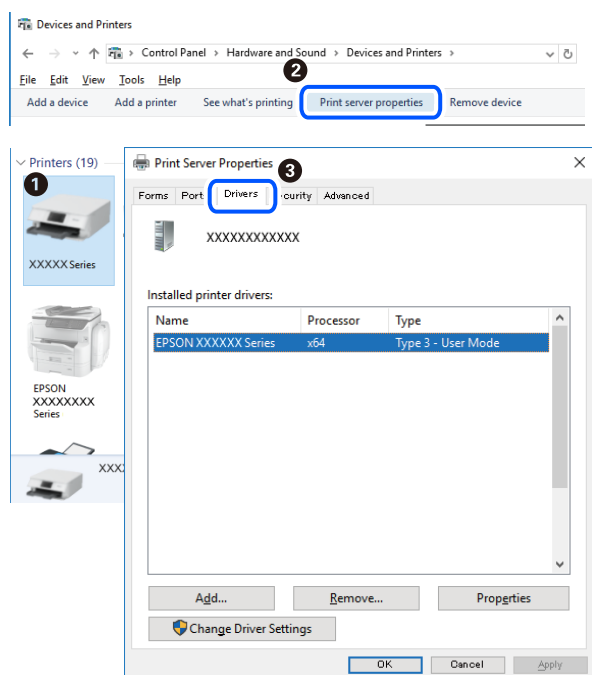 Devices and Printers
Control Panel > Hardware and Sound > Devices and Printers >
2
File Edit View Tools Help
Add a device Add a printer See what's printing Print server properties Remove device
Printers (19)
1
XXXXX Series
EPSON
XXXXXXXX
Series
XXX
Print Server Properties
3
Forms Port Drivers curity Advanced
XXXXXXXXXXXX
Installed printer drivers:
Name Processor Type
EPSON XXXXXX Series x64 Type 3 - User Mode
Add... Remove... Properties
Change Driver Settings
OK Cancel Apply